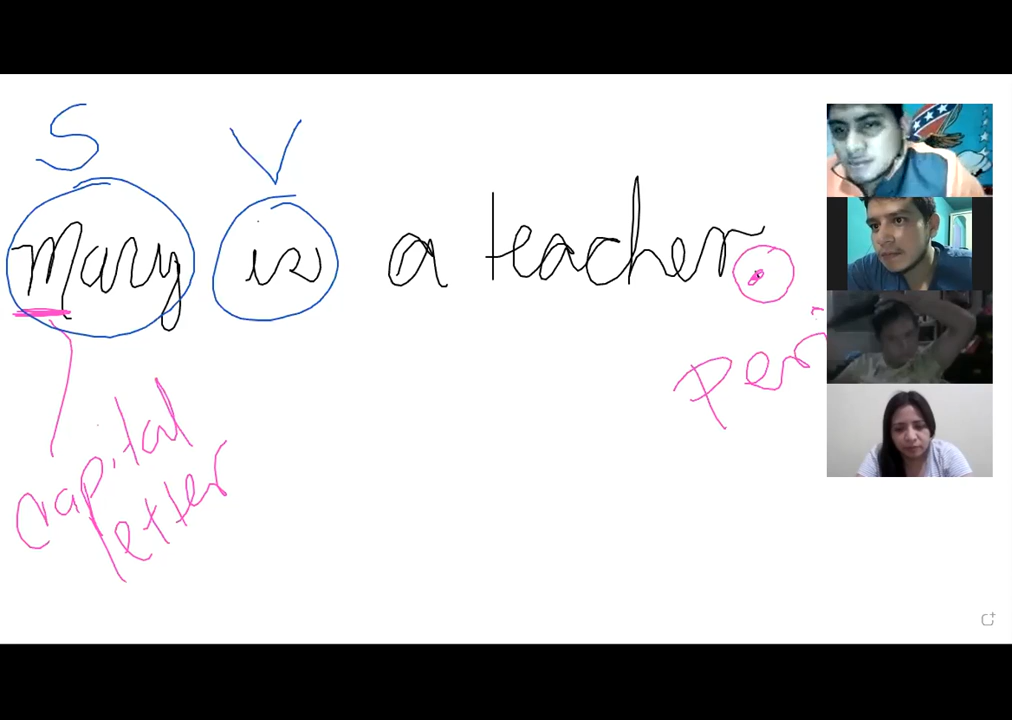 S V
Mary is a teacher.
Peri
capital
letter